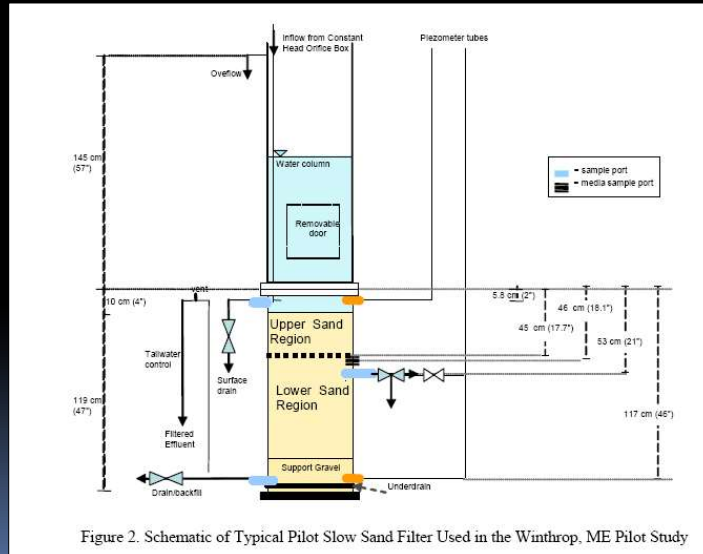 Inflow from Constant
Head Orifice Box
Piezometer tubes
Oveflow
145 cm
(57")
Water column
- sample port
- media sample port
Removable
door
vent
10 cm (4")
5.8 cm (2")
46 cm (18.1")
45 cm (17.7")
53 cm (21")
Upper Sand
Region
Tailwater
control
Surface
drain
Lower Sand
Region
119 cm
(47")
117 cm (46")
Filtered
Effluent
Support Gravel
Drain/backfill
Underdrain
Figure 2. Schematic of Typical Pilot Slow Sand Filter Used in the Winthrop, ME Pilot Study